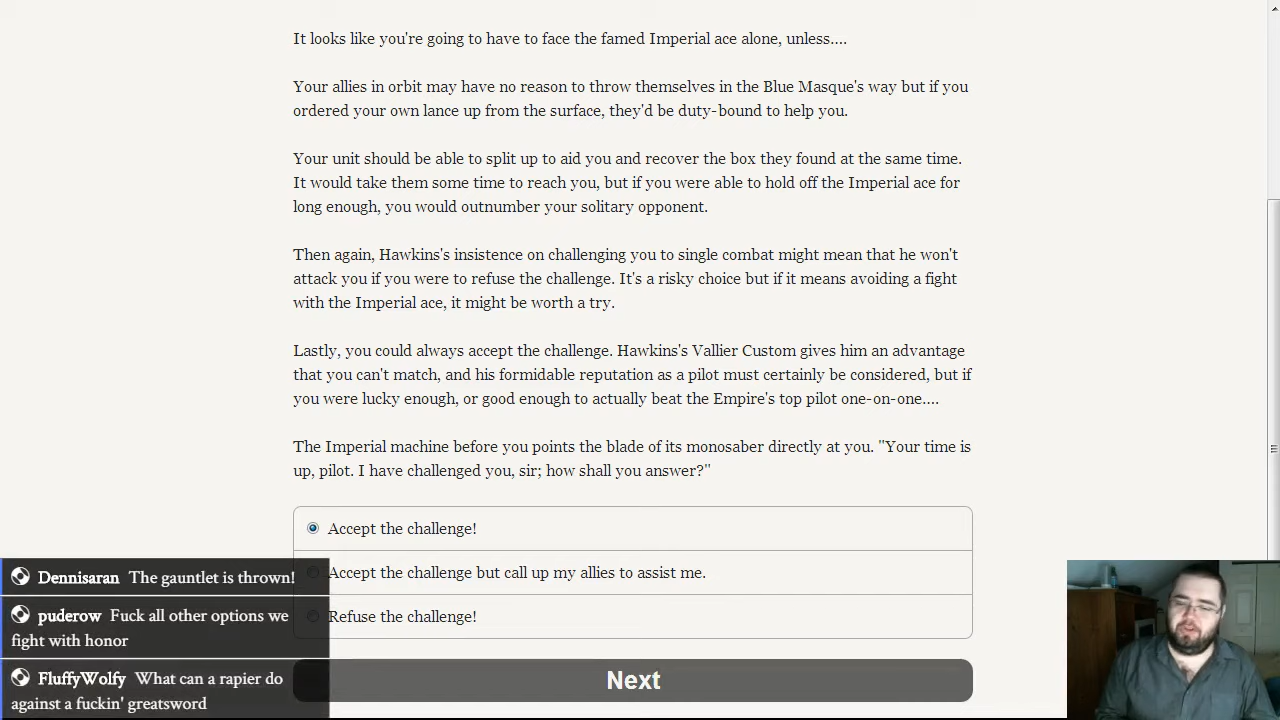 It looks like you're going to have to face the famed Imperial ace alone, unless....
Your allies in orbit may have no reason to throw themselves in the Blue Masque's way but if you
ordered your own lance up from the surface, they'd be duty-bound to help you.
Your unit should be able to split up to aid you and recover the box they found at the same time.
It would take them some time to reach you, but if you were able to hold off the Imperial ace for
long enough, you would outnumber your solitary opponent.
Then again, Hawkins's insistence on challenging you to single combat might mean that he won't
attack you if you were to refuse the challenge. It's a risky choice but if it means avoiding a fight
with the Imperial ace, it might be worth a try.
Lastly, you could always accept the challenge. Hawkins's Vallier Custom gives him an advantage
that you can't match, and his formidable reputation as a pilot must certainly be considered, but if
you were lucky enough, or good enough to actually beat the Empire's top pilot one-on-one....
The Imperial machine before you points the blade of its monosaber directly at you. "Your time is
up, pilot. I have challenged you, sir; how shall you answer?"
Accept the challenge!
Accept the challenge but call up my allies to assist me.
Refuse the challenge!
Next
Dennisaran The gauntlet is thrown!
puderow Fuck all other options we
fight with honor
FluffyWolfy What can a rapier do
against a fuckin' greatsword